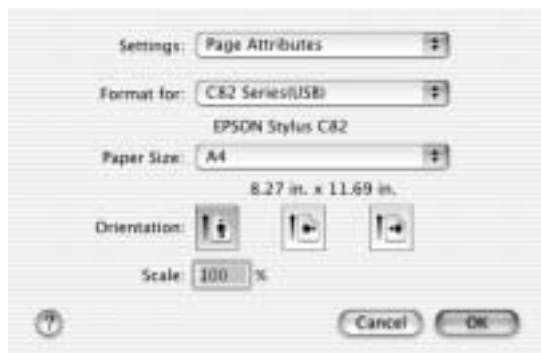 Settings: Page Attributes
Format for: C82 Series(USB)
EPSON Stylus C82
Paper Size: A4
8.27 in. x 11.69 in.
Orientation:
Scale: 100 %
? Cancel OK